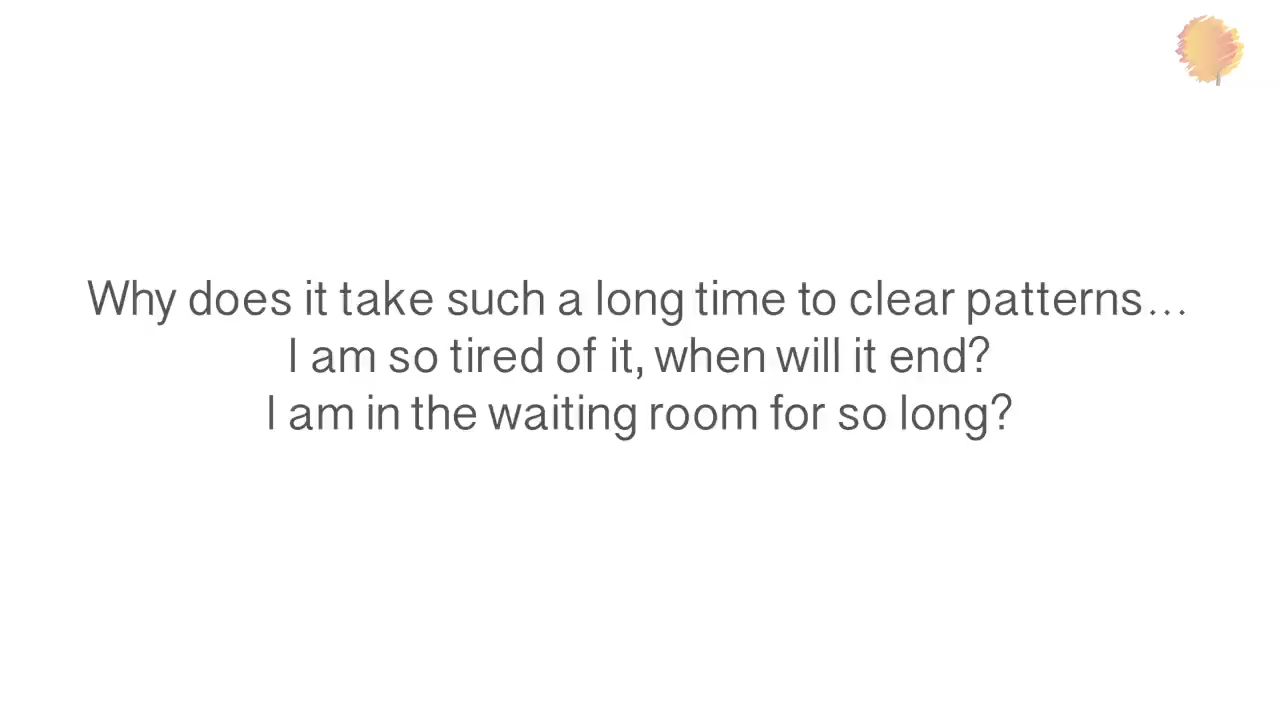 Why does it take such a long time to clear patterns...
I am so tired of it, when will it end?
I am in the waiting room for so long?